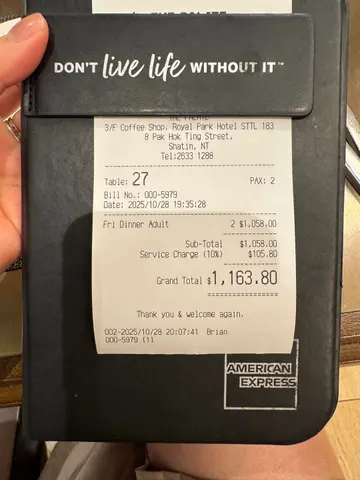 DON'T live life WITHOUT IT™
3/F Coffee Shop, Royal Park Hotel STTL 183
8 Pak Hok Ting Street,
Shatin, NT
Tel:2633 1288
Table: 27 PAX: 2
Bill No.: 000-5979
Date: 2025/10/28 19:35:28
Fri Dinner Adult 2 $1,058.00
Sub-Total $1,058.00
Service Charge (10%) $105.80
Grand Total $1,163.80
Thank you & welcome again.
002-2025/10/28 20:07:41 Brian
000-5979 (1)
AMERICAN
EXPRESS